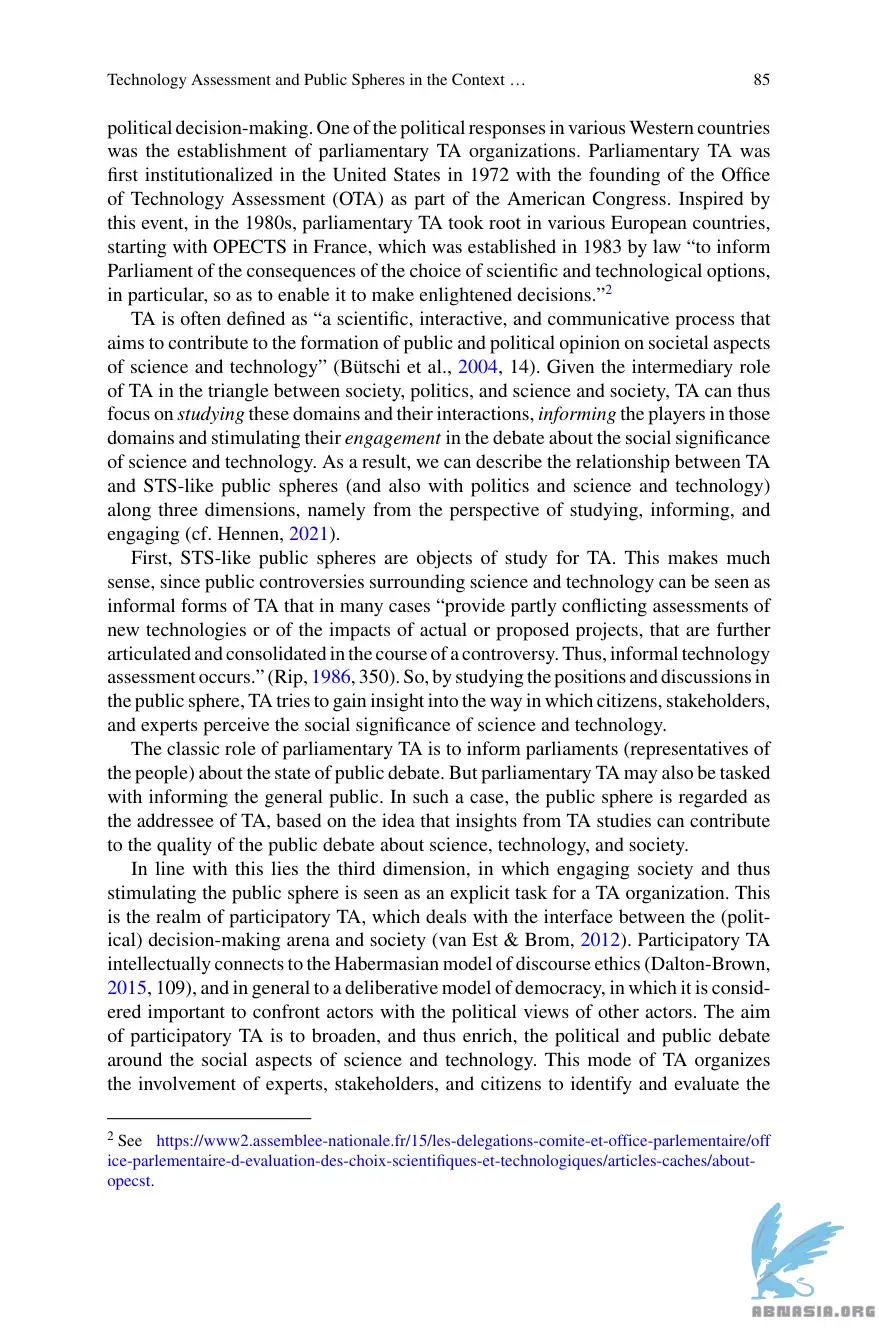 Technology Assessment and Public Spheres in the Context … 85
political decision-making. One of the political responses in various Western countries
was the establishment of parliamentary TA organizations. Parliamentary TA was
first institutionalized in the United States in 1972 with the founding of the Office
of Technology Assessment (OTA) as part of the American Congress. Inspired by
this event, in the 1980s, parliamentary TA took root in various European countries,
starting with OPECTS in France, which was established in 1983 by law “to inform
Parliament of the consequences of the choice of scientific and technological options,
in particular, so as to enable it to make enlightened decisions.”2
TA is often defined as “a scientific, interactive, and communicative process that
aims to contribute to the formation of public and political opinion on societal aspects
of science and technology” (Bütschi et al., 2004, 14). Given the intermediary role
of TA in the triangle between society, politics, and science and society, TA can thus
focus on studying these domains and their interactions, informing the players in those
domains and stimulating their engagement in the debate about the social significance
of science and technology. As a result, we can describe the relationship between TA
and STS-like public spheres (and also with politics and science and technology)
along three dimensions, namely from the perspective of studying, informing, and
engaging (cf. Hennen, 2021).
First, STS-like public spheres are objects of study for TA. This makes much
sense, since public controversies surrounding science and technology can be seen as
informal forms of TA that in many cases “provide partly conflicting assessments of
new technologies or of the impacts of actual or proposed projects, that are further
articulated and consolidated in the course of a controversy. Thus, informal technology
assessment occurs.” (Rip, 1986, 350). So, by studying the positions and discussions in
the public sphere, TA tries to gain insight into the way in which citizens, stakeholders,
and experts perceive the social significance of science and technology.
The classic role of parliamentary TA is to inform parliaments (representatives of
the people) about the state of public debate. But parliamentary TA may also be tasked
with informing the general public. In such a case, the public sphere is regarded as
the addressee of TA, based on the idea that insights from TA studies can contribute
to the quality of the public debate about science, technology, and society.
In line with this lies the third dimension, in which engaging society and thus
stimulating the public sphere is seen as an explicit task for a TA organization. This
is the realm of participatory TA, which deals with the interface between the (polit-
ical) decision-making arena and society (van Est & Brom, 2012). Participatory TA
intellectually connects to the Habermasian model of discourse ethics (Dalton-Brown,
2015, 109), and in general to a deliberative model of democracy, in which it is consid-
ered important to confront actors with the political views of other actors. The aim
of participatory TA is to broaden, and thus enrich, the political and public debate
around the social aspects of science and technology. This mode of TA organizes
the involvement of experts, stakeholders, and citizens to identify and evaluate the
2 See https://www2.assemblee-nationale.fr/15/les-delegations-comite-et-office-parlementaire/off
ice-parlementaire-d-evaluation-des-choix-scientifiques-et-technologiques/articles-caches/about-
opecst.
ABNASIA.ORG